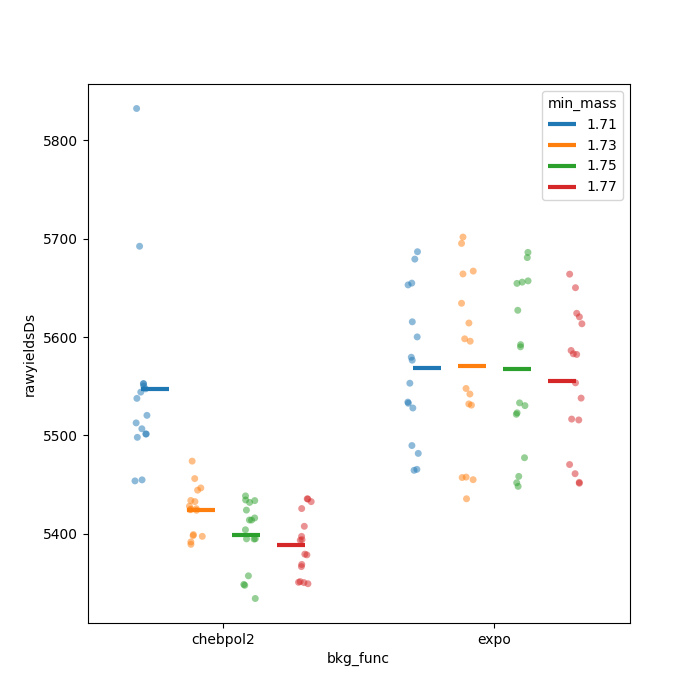 min_mass
1.71
1.73
1.75
1.77
5800
5700
5600
5500
5400
rawyieldsDs
chebpol2
expo
bkg_func